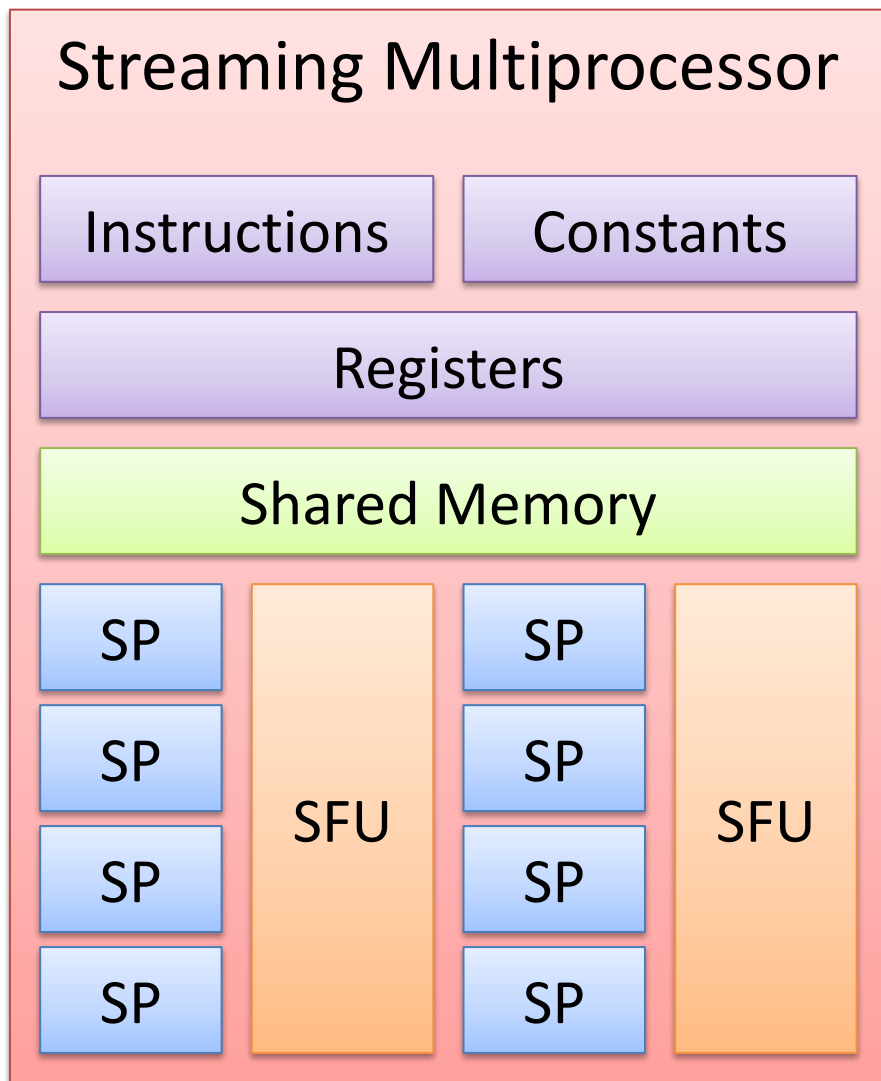 Streaming Multiprocessor
Instructions
Constants
Registers
Shared Memory
SP
SP
SP
SP
SFU
SP
SP
SP
SP
SFU